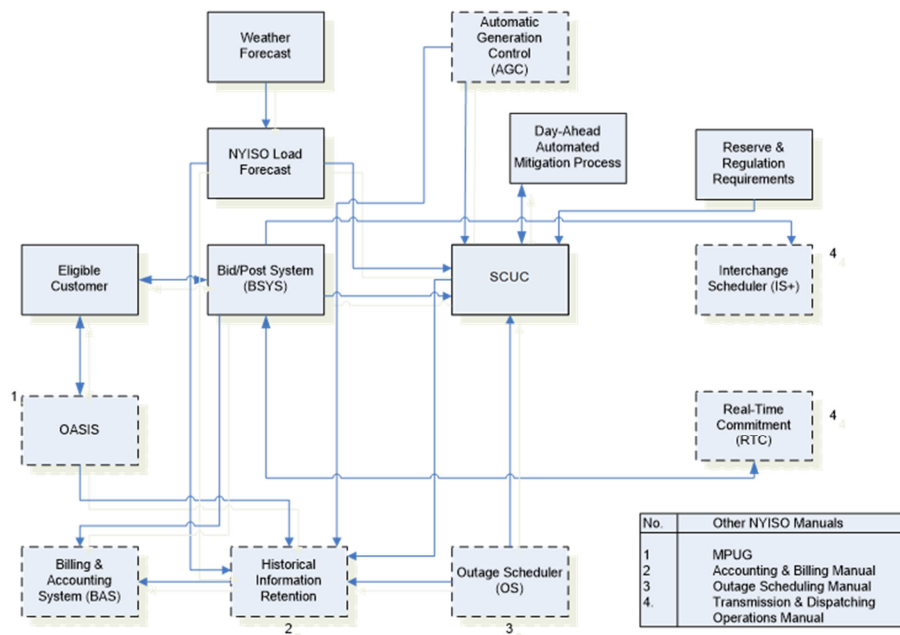 Weather
Forecast
Automatic
Generation
Control
(AGC)
NYISO Load
Forecast
Day-Ahead
Automated
Mitigation Process
Reserve &
Regulation
Requirements
Eligible
Customer
Bid/Post System
(BSYS)
SCUC
Interchange
Scheduler (IS+)
4
1
OASIS
Real-Time
Commitment
(RTC)
4
Billing &
Accounting
System (BAS)
Historical
Information
Retention
2
Outage Scheduler
(OS)
3
No. Other NYISO Manuals
1 MPUG
2 Accounting & Billing Manual
3 Outage Scheduling Manual
4. Transmission & Dispatching
Operations Manual